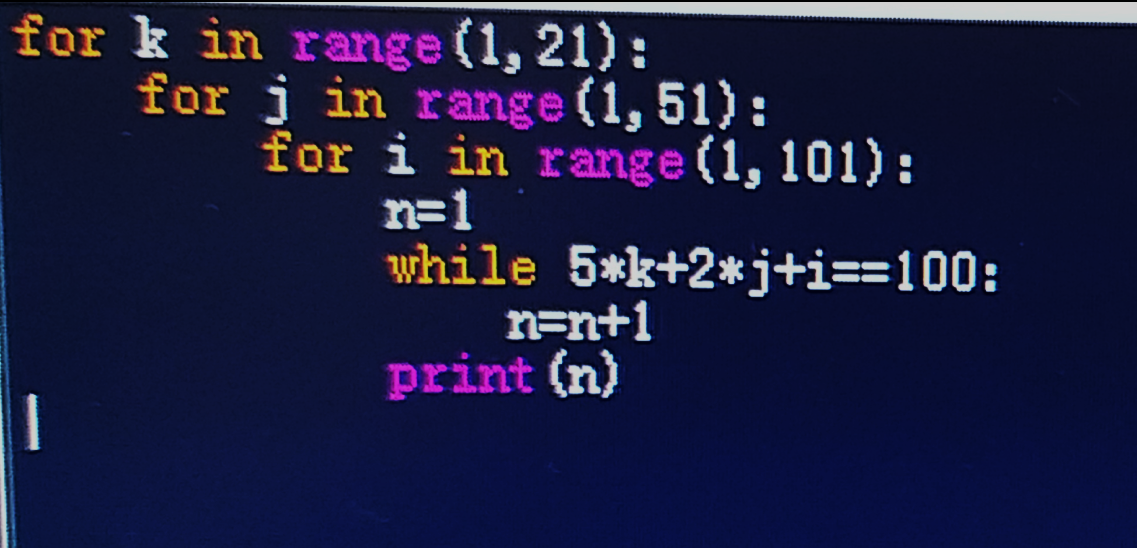 for k in range(1,21):
    for j in range(1,51):
        for i in range(1,101):
            n=1
            while 5*k+2*j+i==100:
                n=n+1
            print(n)